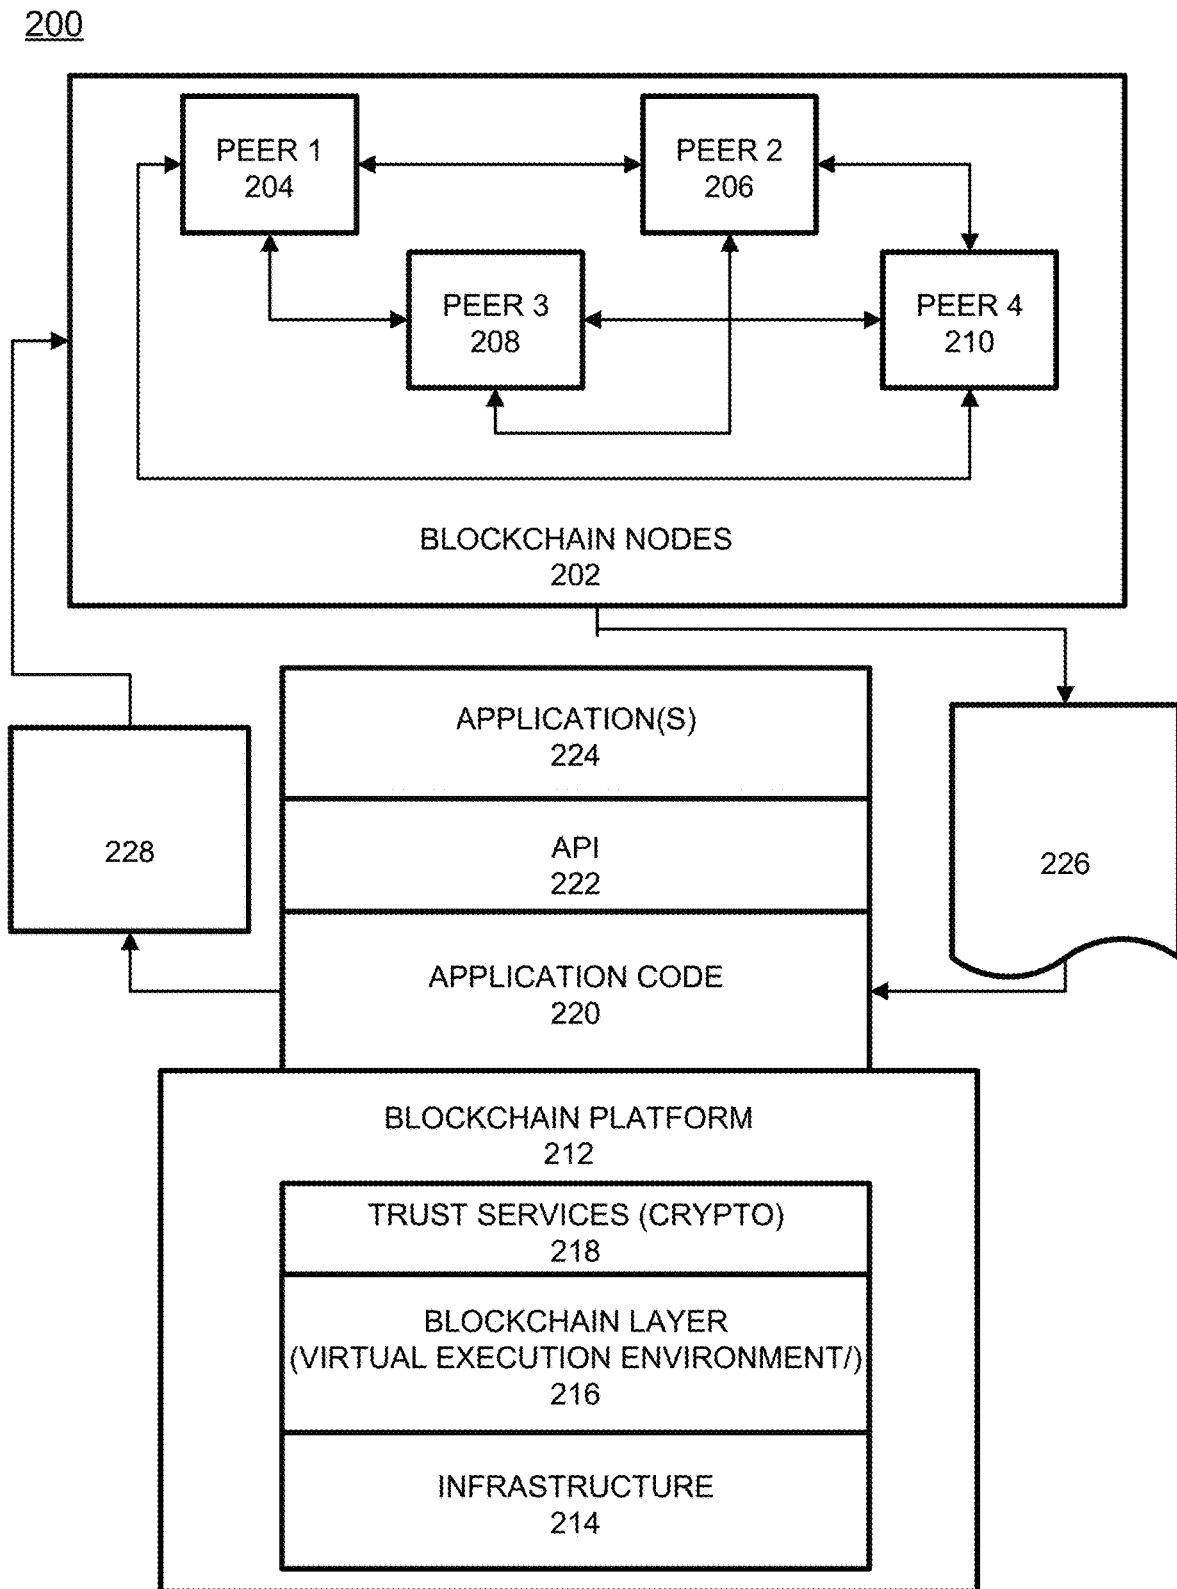 200
PEER 1
204
PEER 2
206
PEER 3
208
PEER 4
210
BLOCKCHAIN NODES
202
APPLICATION(S)
224
API
222
228
226
APPLICATION CODE
220
BLOCKCHAIN PLATFORM
212
TRUST SERVICES (CRYPTO)
218
BLOCKCHAIN LAYER
(VIRTUAL EXECUTION ENVIRONMENT/)
216
INFRASTRUCTURE
214